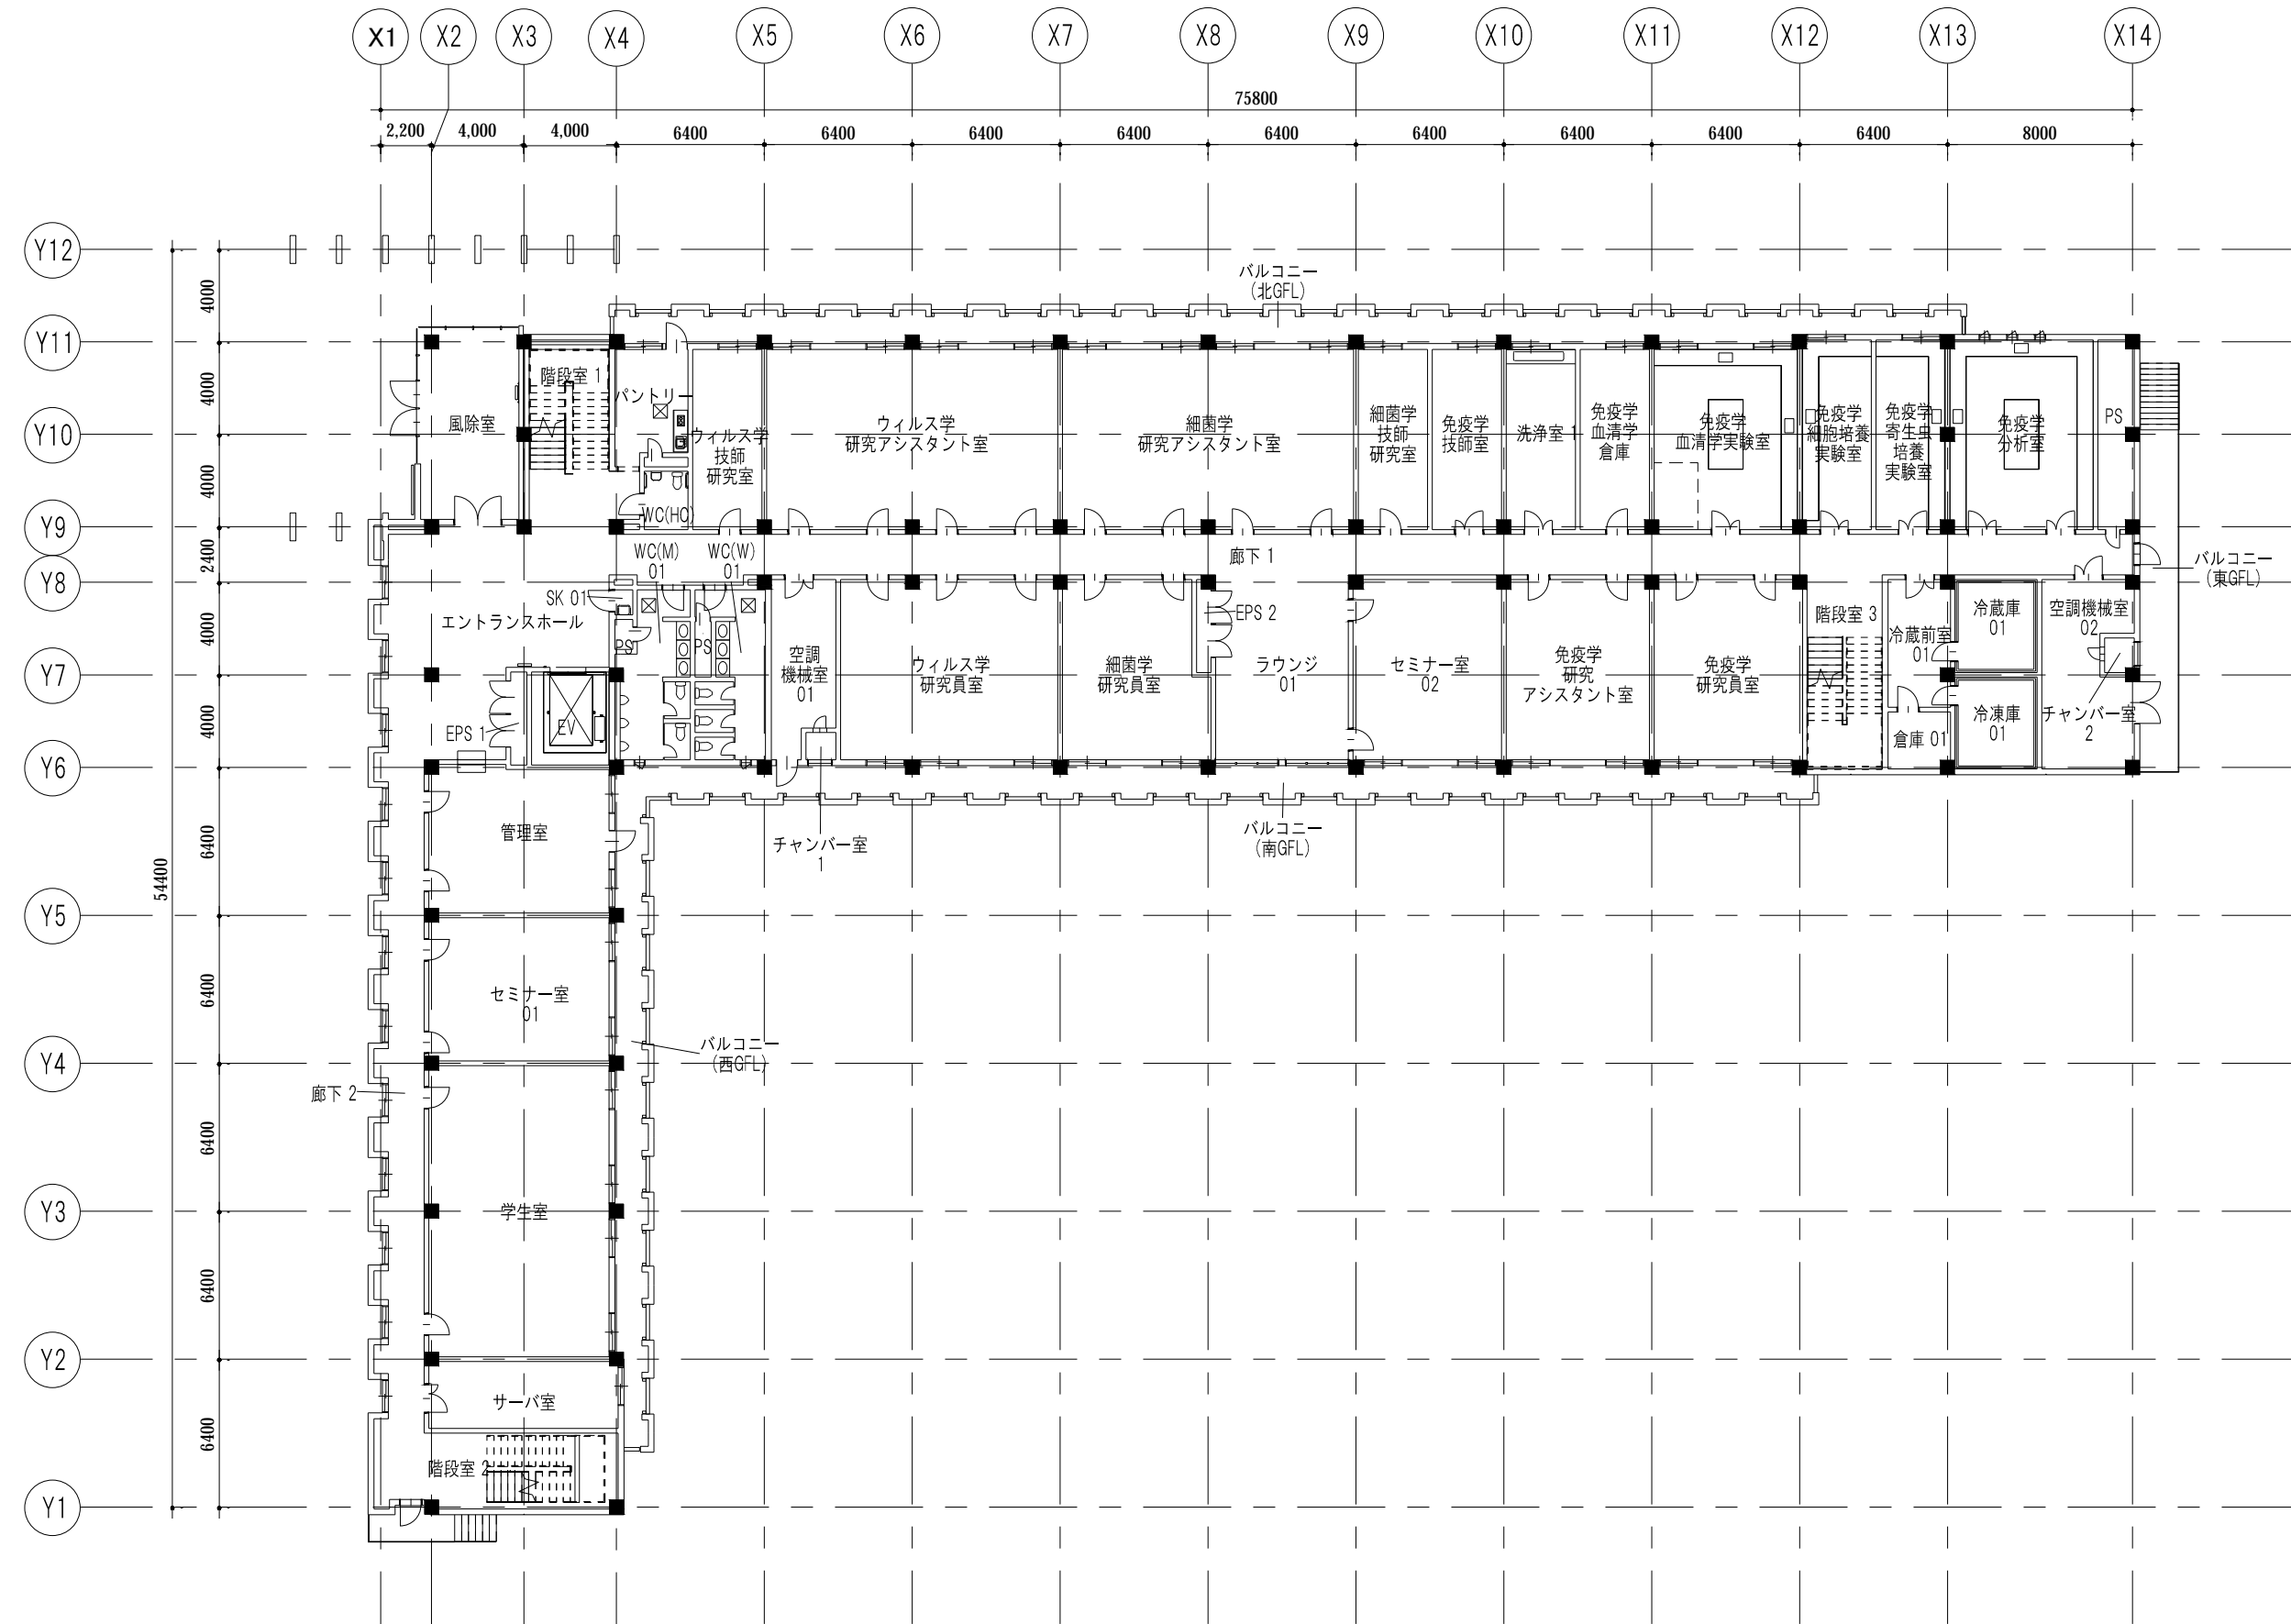 X1 X2 X3 X4 X5 X6 X7 X8 X9 X10 X11 X12 X13 X14
75800
2,200 4,000 4,000 6400 6400 6400 6400 6400 6400 6400 6400 6400 8000
Y12
Y11
Y10
Y9
Y8
Y7
Y6
Y5
Y4
Y3
Y2
Y1
4000
4000
4000
2400
4000
4000
6400
6400
6400
6400
6400
54400
バルコニー
(北GFL)
階段室 1
風除室
パントリー
WC(HC)
ウィルス学
技師
研究室
ウィルス学
研究アシスタント室
細菌学
研究アシスタント室
細菌学
技師
研究室
免疫学
技師室
洗浄室 1
免疫学
血清学
倉庫
免疫学
血清学実験室
免疫学
細胞培養
実験室
免疫学
寄生虫
培養
実験室
免疫学
分析室
PS
WC(M)
01
WC(W)
01
廊下 1
バルコニー
(東GFL)
SK 01
エントランスホール
PS
PS
EPS 1
EV
空調
機械室
01
ウィルス学
研究員室
細菌学
研究員室
EPS 2
ラウンジ
01
セミナー室
02
免疫学
研究
アシスタント室
免疫学
研究員室
階段室 3
冷蔵前室
01
冷蔵庫
01
空調機械室
02
冷凍庫
01
チャンバー室
2
倉庫 01
管理室
チャンバー室
1
バルコニー
(南GFL)
セミナー室
01
バルコニー
(西GFL)
廊下 2
学生室
サーバ室
階段室 2